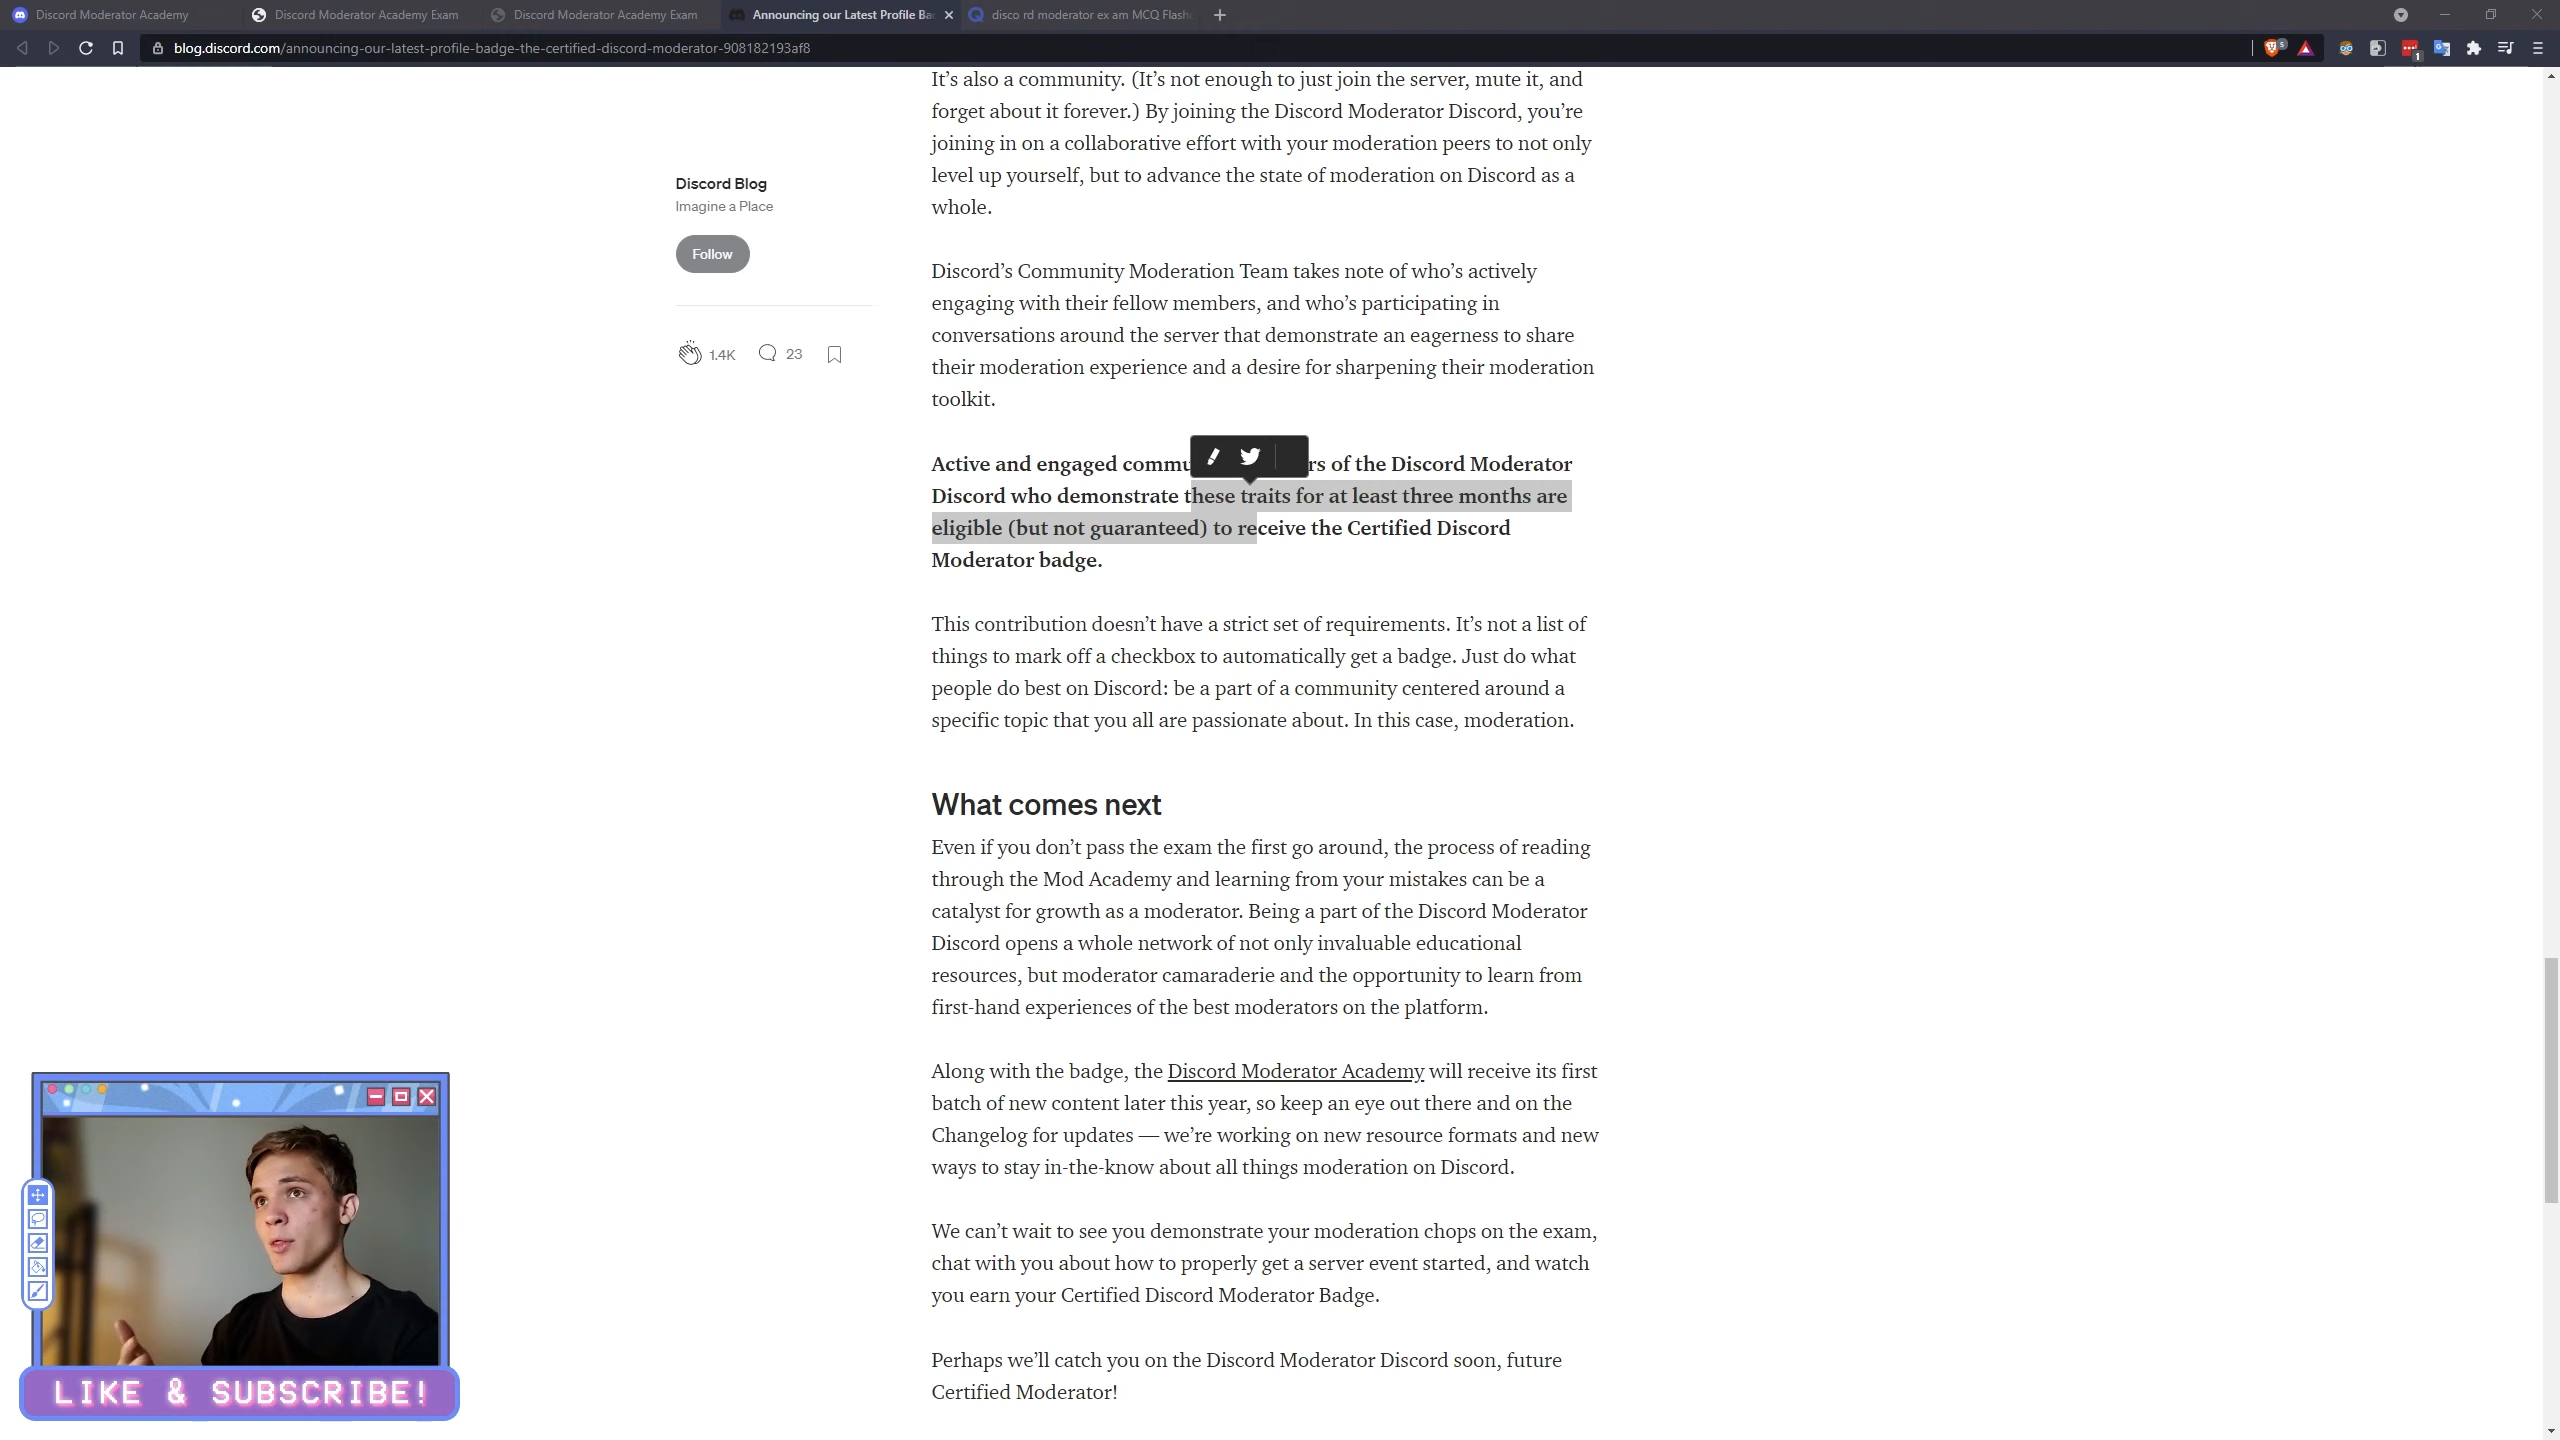 Discord Moderator Academy
Discord Moderator Academy Exam
Discord Moderator Academy Exam
Announcing our Latest Profile Ba
disco rd moderator ex am MCQ Flash
blog.discord.com/announcing-our-latest-profile-badge-the-certified-discord-moderator-908182193af8
It’s also a community. (It’s not enough to just join the server, mute it, and
forget about it forever.) By joining the Discord Moderator Discord, you’re
joining in on a collaborative effort with your moderation peers to not only
level up yourself, but to advance the state of moderation on Discord as a
whole.
Discord Blog
Imagine a Place
Follow
1.4K
23
Discord’s Community Moderation Team takes note of who’s actively
engaging with their fellow members, and who’s participating in
conversations around the server that demonstrate an eagerness to share
their moderation experience and a desire for sharpening their moderation
toolkit.
Active and engaged commu rs of the Discord Moderator
Discord who demonstrate these traits for at least three months are
eligible (but not guaranteed) to receive the Certified Discord
Moderator badge.
This contribution doesn’t have a strict set of requirements. It’s not a list of
things to mark off a checkbox to automatically get a badge. Just do what
people do best on Discord: be a part of a community centered around a
specific topic that you all are passionate about. In this case, moderation.
What comes next
Even if you don’t pass the exam the first go around, the process of reading
through the Mod Academy and learning from your mistakes can be a
catalyst for growth as a moderator. Being a part of the Discord Moderator
Discord opens a whole network of not only invaluable educational
resources, but moderator camaraderie and the opportunity to learn from
first-hand experiences of the best moderators on the platform.
Along with the badge, the Discord Moderator Academy will receive its first
batch of new content later this year, so keep an eye out there and on the
Changelog for updates — we’re working on new resource formats and new
ways to stay in-the-know about all things moderation on Discord.
We can’t wait to see you demonstrate your moderation chops on the exam,
chat with you about how to properly get a server event started, and watch
you earn your Certified Discord Moderator Badge.
Perhaps we’ll catch you on the Discord Moderator Discord soon, future
Certified Moderator!
LIKE & SUBSCRIBE!